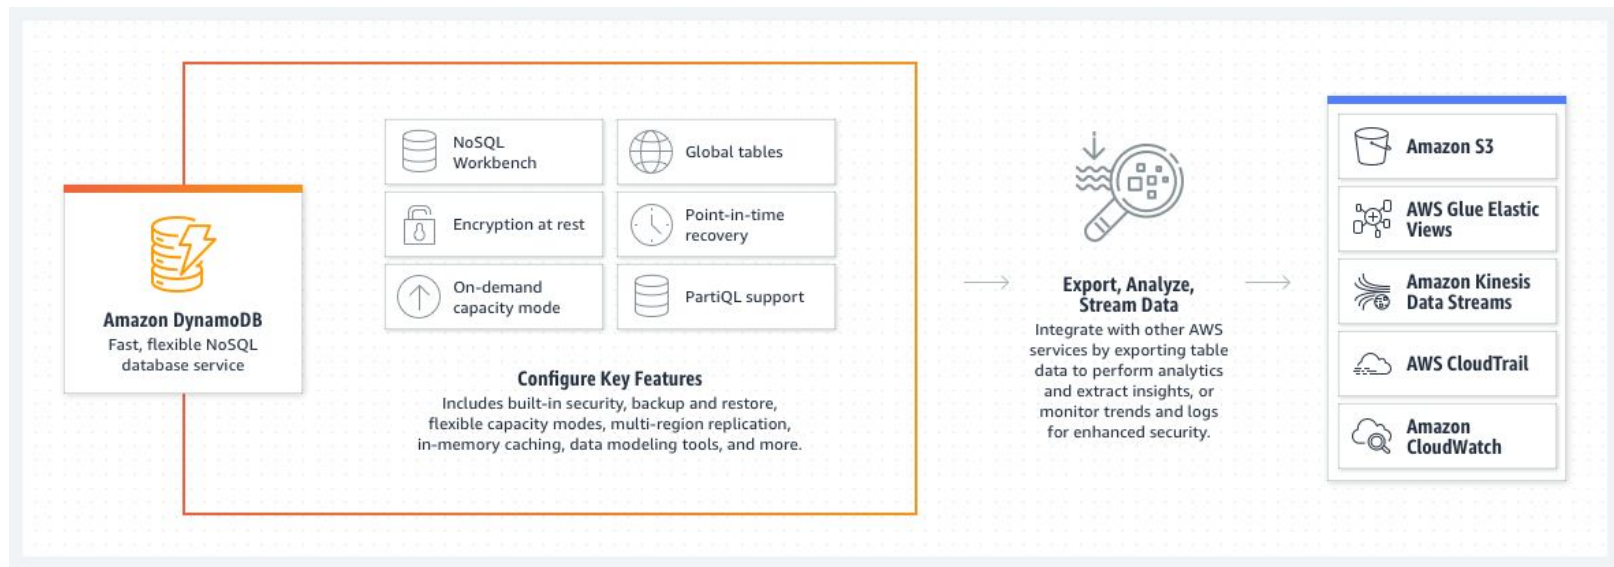 Amazon DynamoDB
Fast, flexible NoSQL
database service
NoSQL
Workbench
Global tables
Encryption at rest
Point-in-time
recovery
On-demand
capacity mode
PartiQL support
Configure Key Features
Includes built-in security, backup and restore,
flexible capacity modes, multi-region replication,
in-memory caching, data modeling tools, and more.
Export, Analyze,
Stream Data
Integrate with other AWS
services by exporting table
data to perform analytics
and extract insights, or
monitor trends and logs
for enhanced security.
Amazon S3
AWS Glue Elastic
Views
Amazon Kinesis
Data Streams
AWS CloudTrail
Amazon
CloudWatch